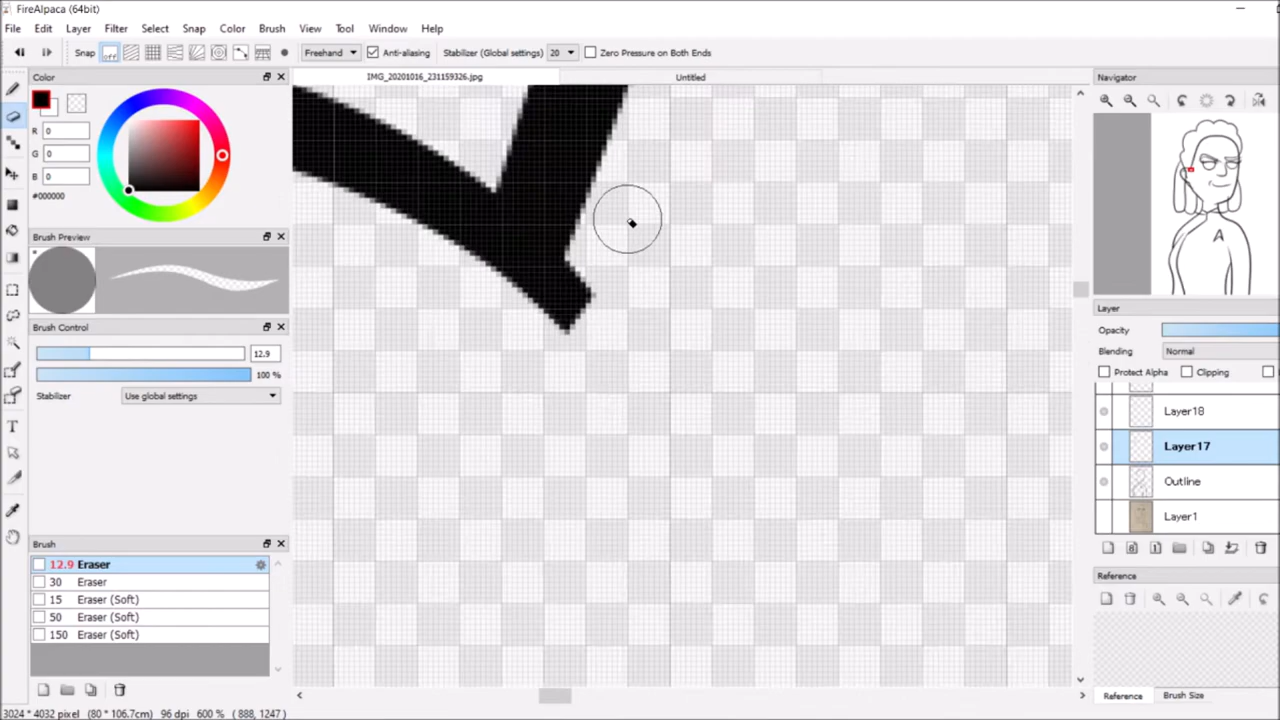 FireAlpaca (64bit)
File Edit Layer Filter Select Snap Color Brush View Tool Window Help
Snap off Freehand Anti-aliasing Stabilizer (Global settings) 20 Zero Pressure on Both Ends
Color
IMG_20201016_231159326.jpg Untitled
Navigator
R 0
G 0
B 0
#000000
A
Brush Preview
Brush Control
12.9
100 %
Stabilizer Use global settings
Layer
Opacity
Blending Normal
Protect Alpha Clipping
Layer18
Layer17
Outline
Layer1
Brush
12.9 Eraser
30 Eraser
15 Eraser (Soft)
50 Eraser (Soft)
150 Eraser (Soft)
Reference
Reference Brush Size
3024 * 4032 pixel (80 * 106.7cm) 96 dpi 600 % ( 888, 1247 )